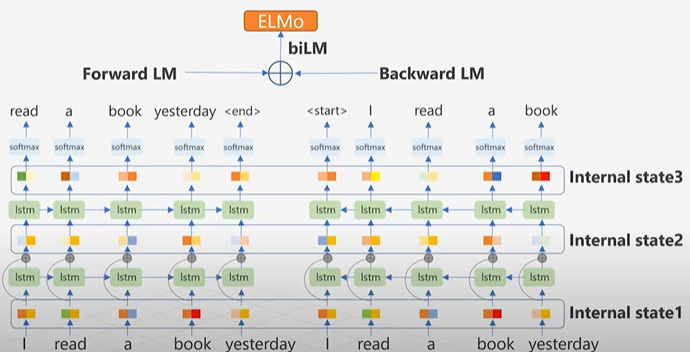 ELMo
biLM
Forward LM Backward LM
read a book yesterday <end> <start> I read a book
softmax softmax softmax softmax softmax softmax softmax softmax softmax softmax
Internal state3
lstm lstm lstm lstm lstm lstm lstm lstm lstm lstm
Internal state2
lstm lstm lstm lstm lstm lstm lstm lstm lstm lstm
Internal state1
I read a book yesterday I read a book yesterday